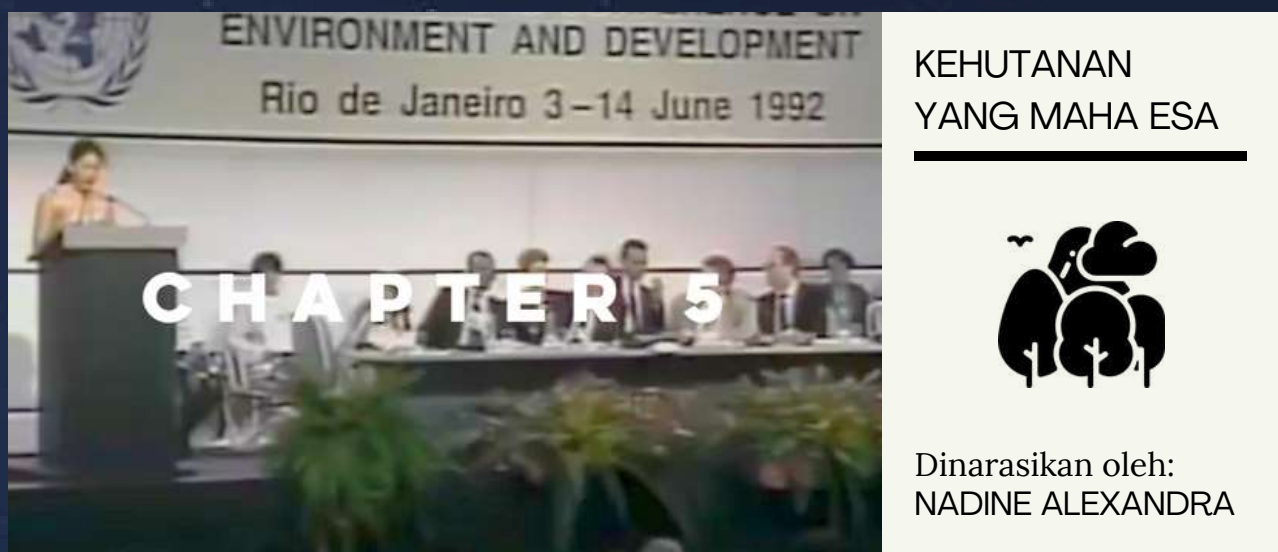 ENVIRONMENT AND DEVELOPMENT
Rio de Janeiro 3–14 June 1992
CHAPTER 5
KEHUTANAN
YANG MAHA ESA
Dinarasikan oleh:
NADINE ALEXANDRA